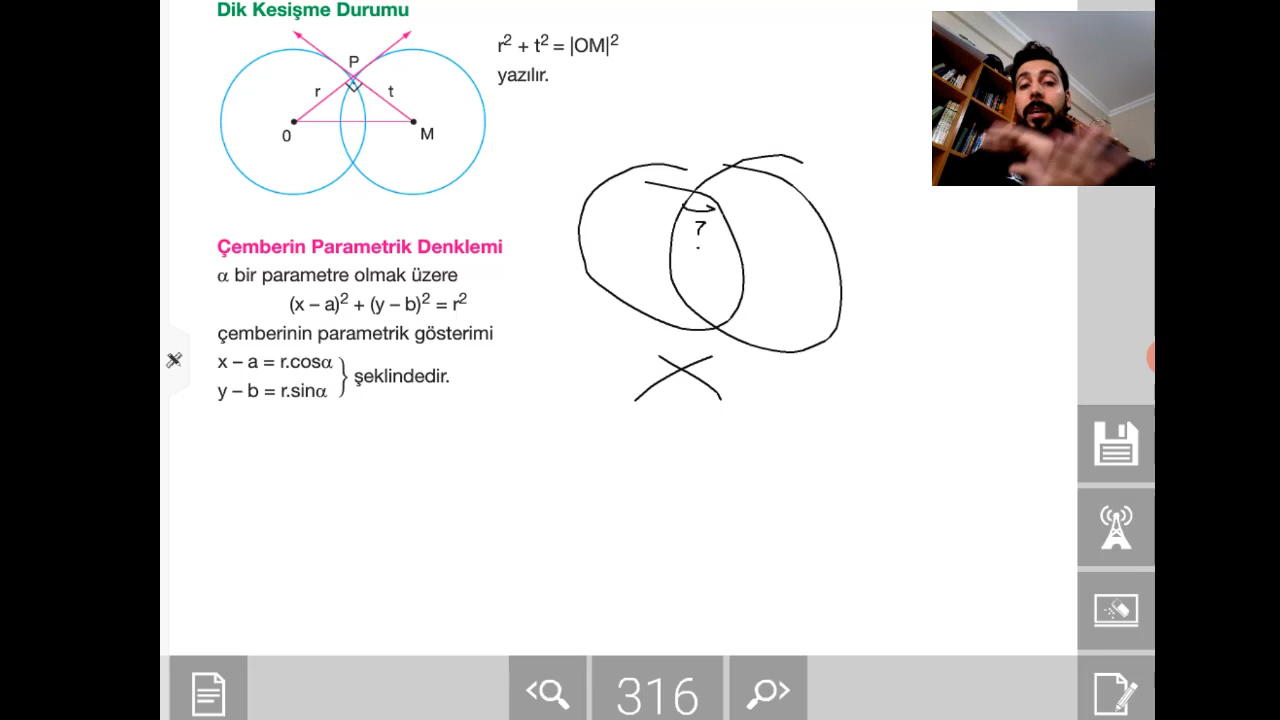 Dik Kesişme Durumu
r² + t² = |OM|²
yazılır.
P
r
t
0
M
?
Çemberin Parametrik Denklemi
α bir parametre olmak üzere
(x – a)² + (y – b)² = r²
çemberinin parametrik gösterimi
x – a = r.cosα
y – b = r.sinα
şeklindedir.
316